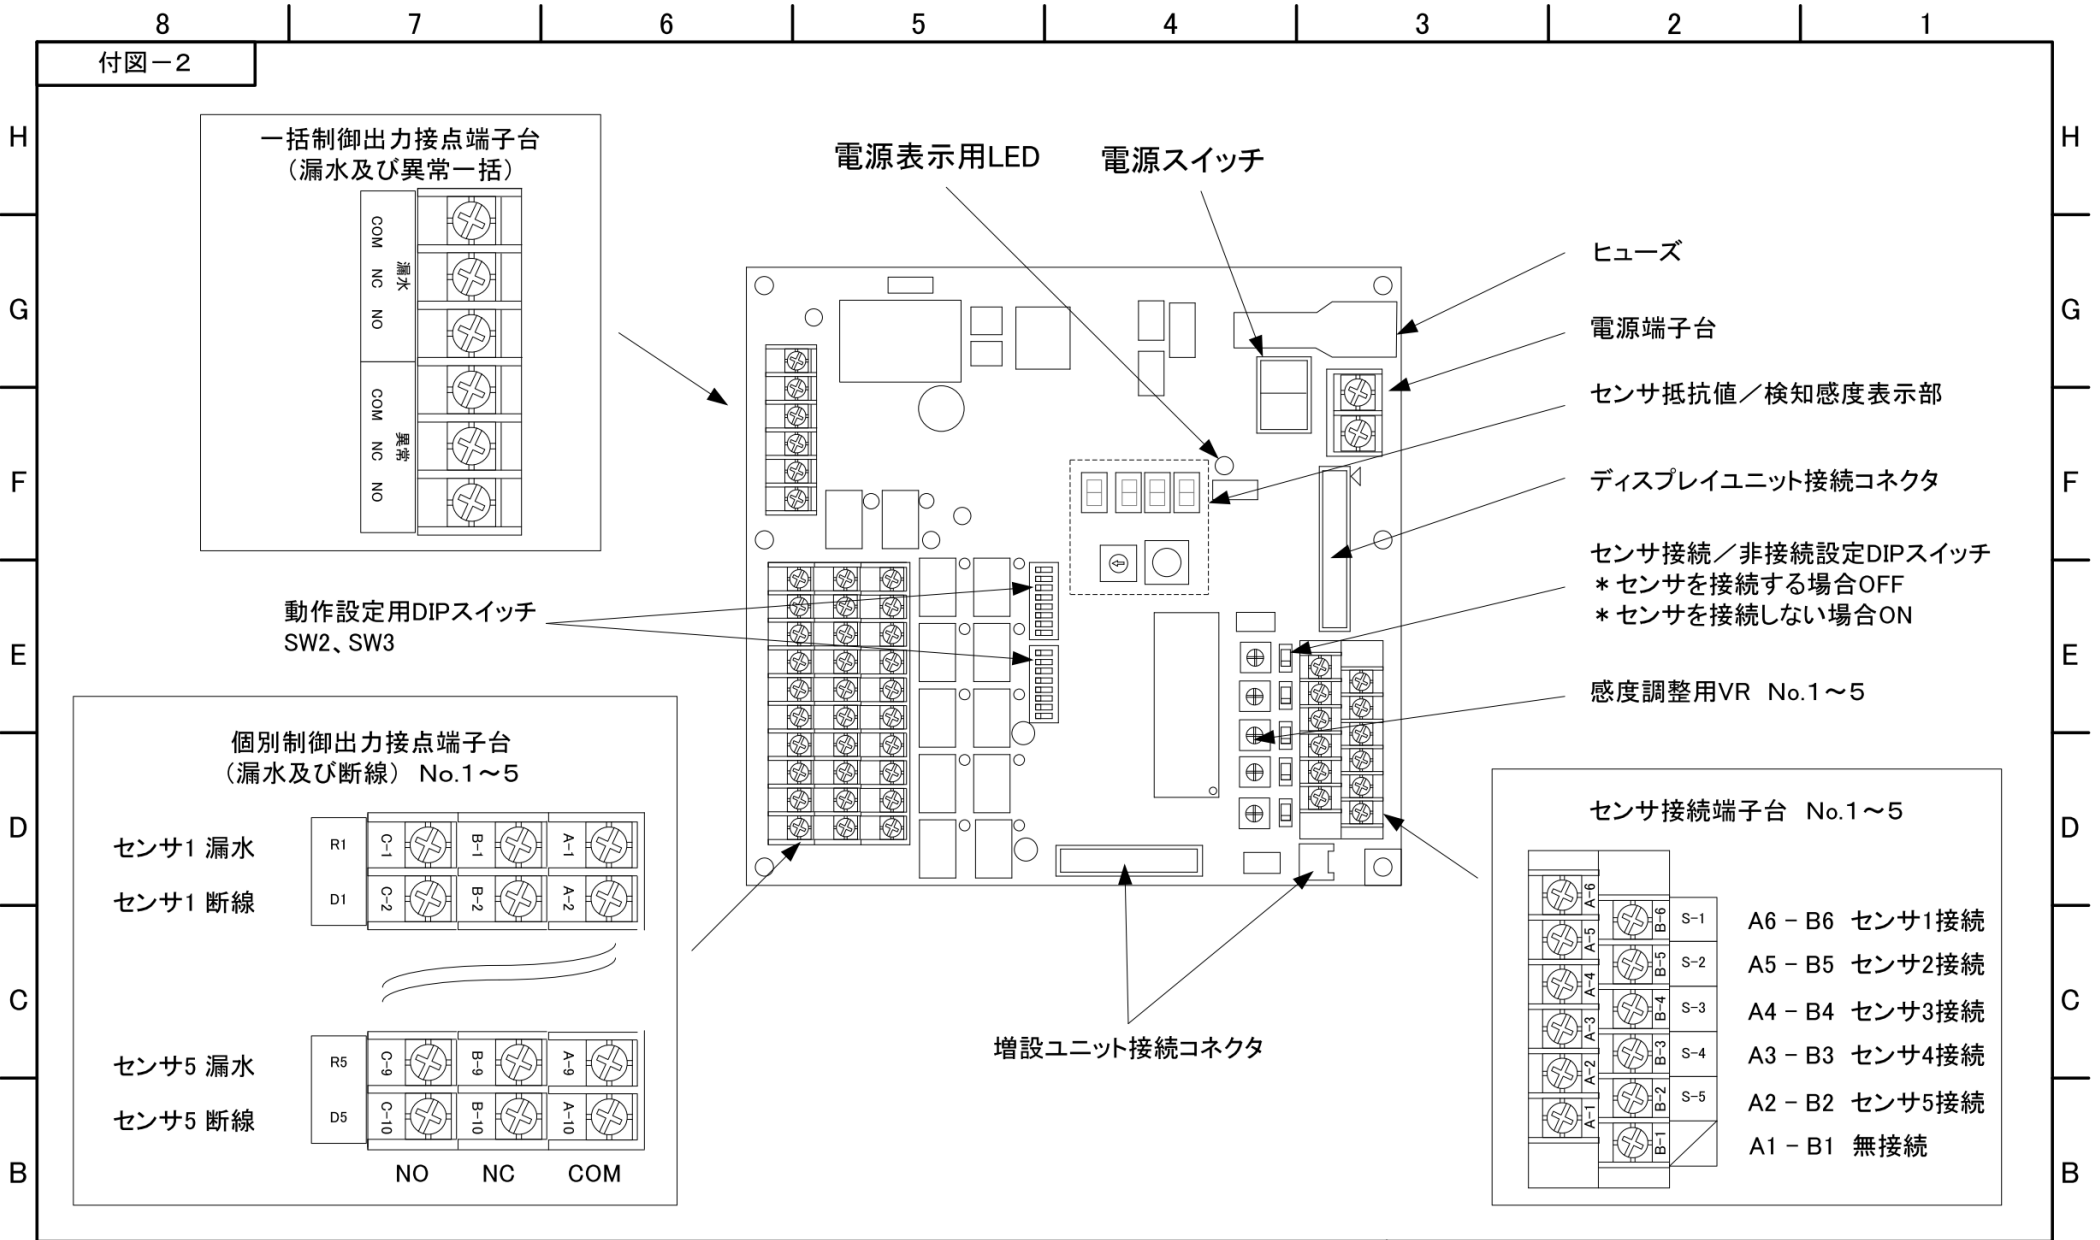 8 7 6 5 4 3 2 1
付図－2
H H
G G
F F
E E
D D
C C
B B
一括制御出力接点端子台
（漏水及び異常一括）
COM NC NO
漏水
COM NC NO
異常
電源表示用LED
電源スイッチ
ヒューズ
電源端子台
センサ抵抗値／検知感度表示部
ディスプレイユニット接続コネクタ
センサ接続／非接続設定DIPスイッチ
＊センサを接続する場合OFF
＊センサを接続しない場合ON
感度調整用VR No.1～5
動作設定用DIPスイッチ
SW2、SW3
個別制御出力接点端子台
（漏水及び断線） No.1～5
センサ1 漏水 R1 C-1 B-1 A-1
センサ1 断線 D1 C-2 B-2 A-2
センサ5 漏水 R5 C-9 B-9 A-9
センサ5 断線 D5 C-10 B-10 A-10
NO NC COM
増設ユニット接続コネクタ
センサ接続端子台 No.1～5
A-6 B-6 S-1 A6 － B6 センサ1接続
A-5 B-5 S-2 A5 － B5 センサ2接続
A-4 B-4 S-3 A4 － B4 センサ3接続
A-3 B-3 S-4 A3 － B3 センサ4接続
A-2 B-2 S-5 A2 － B2 センサ5接続
A-1 B-1 A1 － B1 無接続